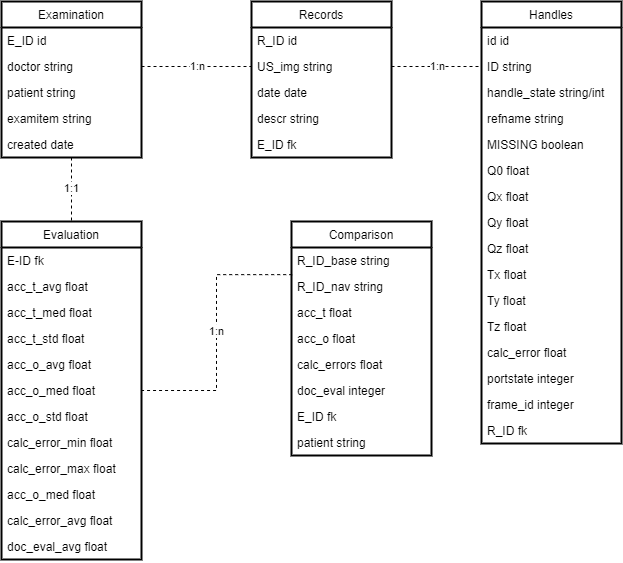 Examination
E_ID id
doctor string
patient string
examitem string
created date
1:n
Records
R_ID id
US_img string
date date
descr string
E_ID fk
1:n
Handles
id id
ID string
handle_state string/int
refname string
MISSING boolean
Q0 float
Qx float
Qy float
Qz float
Tx float
Ty float
Tz float
calc_error float
portstate integer
frame_id integer
R_ID fk
1:1
Evaluation
E-ID fk
acc_t_avg float
acc_t_med float
acc_t_std float
acc_o_avg float
acc_o_med float
acc_o_std float
calc_error_min float
calc_error_max float
acc_o_med float
calc_error_avg float
doc_eval_avg float
1:n
Comparison
R_ID_base string
R_ID_nav string
acc_t float
acc_o float
calc_errors float
doc_eval integer
E_ID fk
patient string